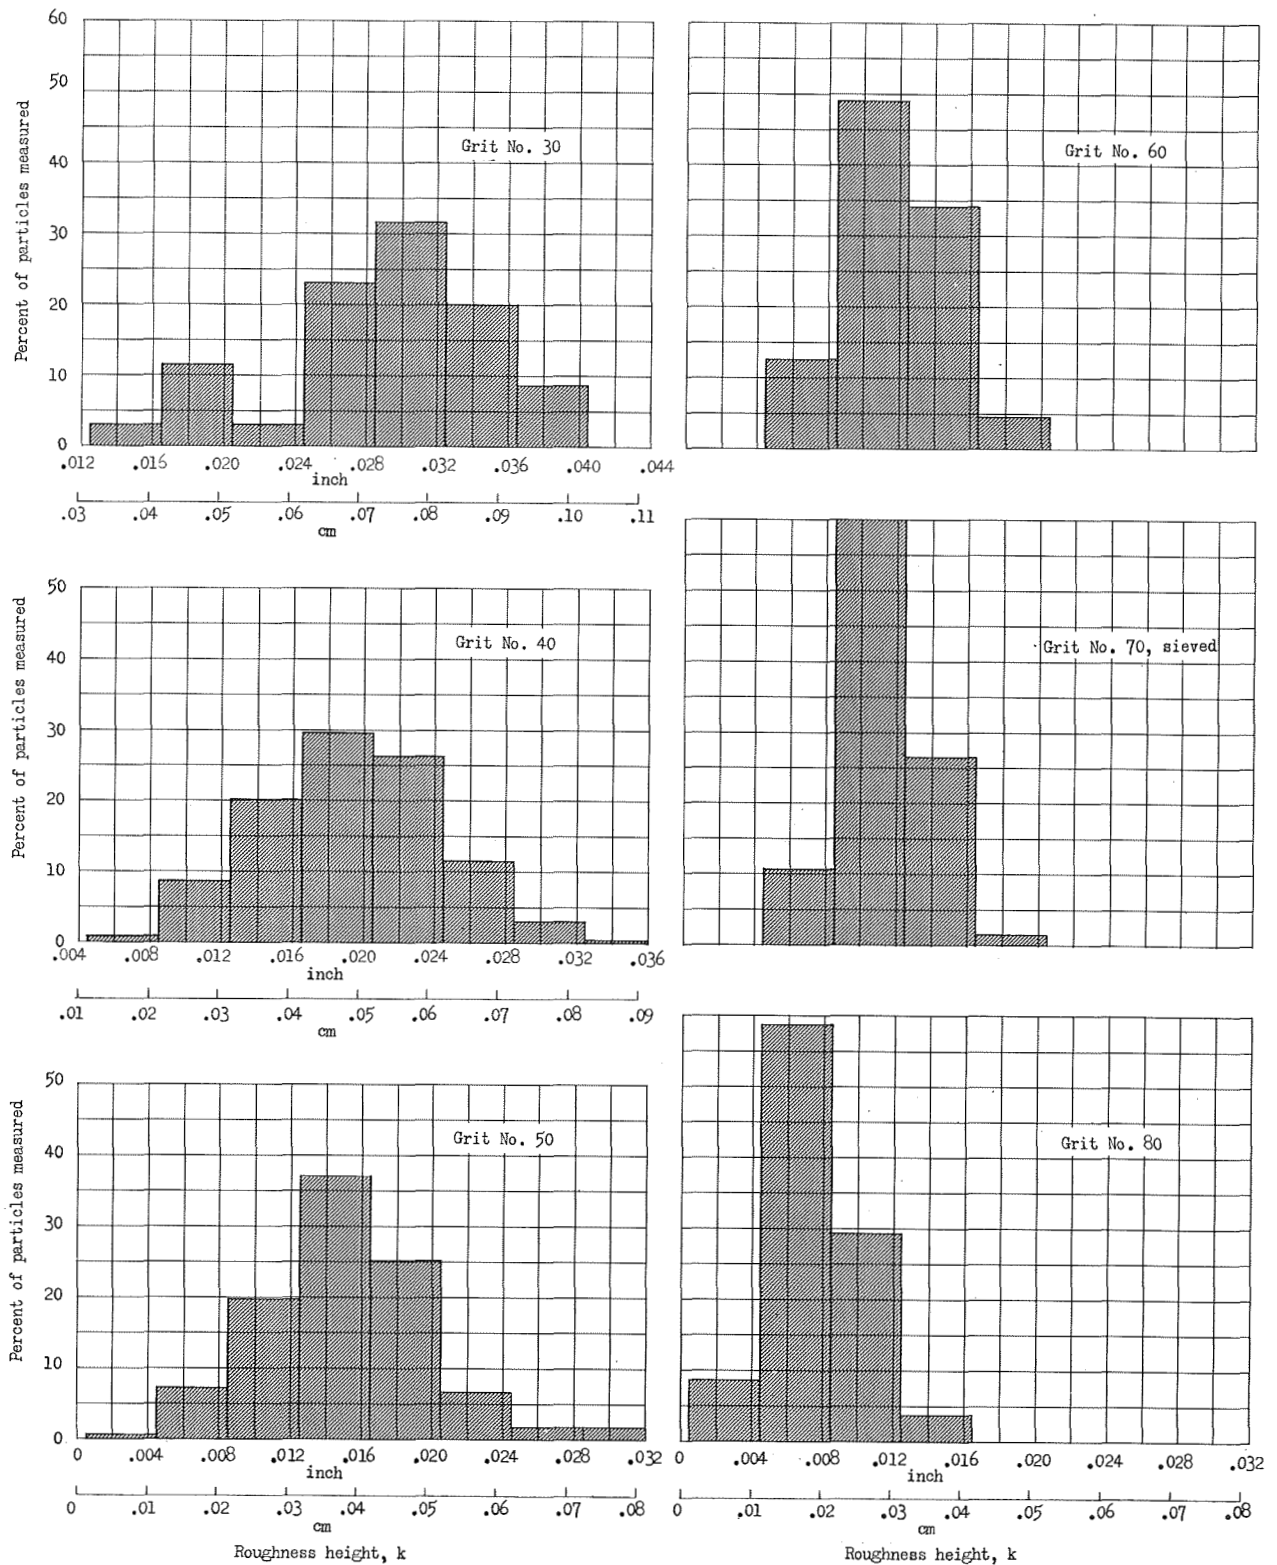 60
50
40
30
20
10
0
Percent of particles measured
Grit No. 30
.012 .016 .020 .024 .028 .032 .036 .040 .044
inch
.03 .04 .05 .06 .07 .08 .09 .10 .11
cm
Grit No. 60
50
40
30
20
10
0
Percent of particles measured
Grit No. 40
.004 .008 .012 .016 .020 .024 .028 .032 .036
inch
.01 .02 .03 .04 .05 .06 .07 .08 .09
cm
Grit No. 70, sieved
50
40
30
20
10
0
Percent of particles measured
Grit No. 50
0 .004 .008 .012 .016 .020 .024 .028 .032
inch
0 .01 .02 .03 .04 .05 .06 .07 .08
cm
Roughness height, k
Grit No. 80
0 .004 .008 .012 .016 .020 .024 .028 .032
inch
0 .01 .02 .03 .04 .05 .06 .07 .08
cm
Roughness height, k